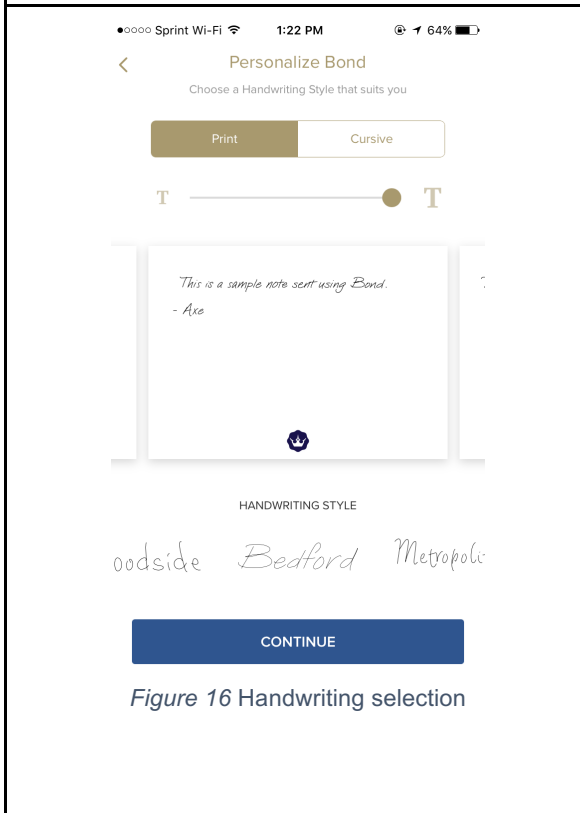 Sprint Wi-Fi 1:22 PM 64%
Personalize Bond
Choose a Handwriting Style that suits you
Print Cursive
T T
This is a sample note sent using Bond.
- Axe
HANDWRITING STYLE
oodside Bedford Metropoli
CONTINUE
Figure 16 Handwriting selection